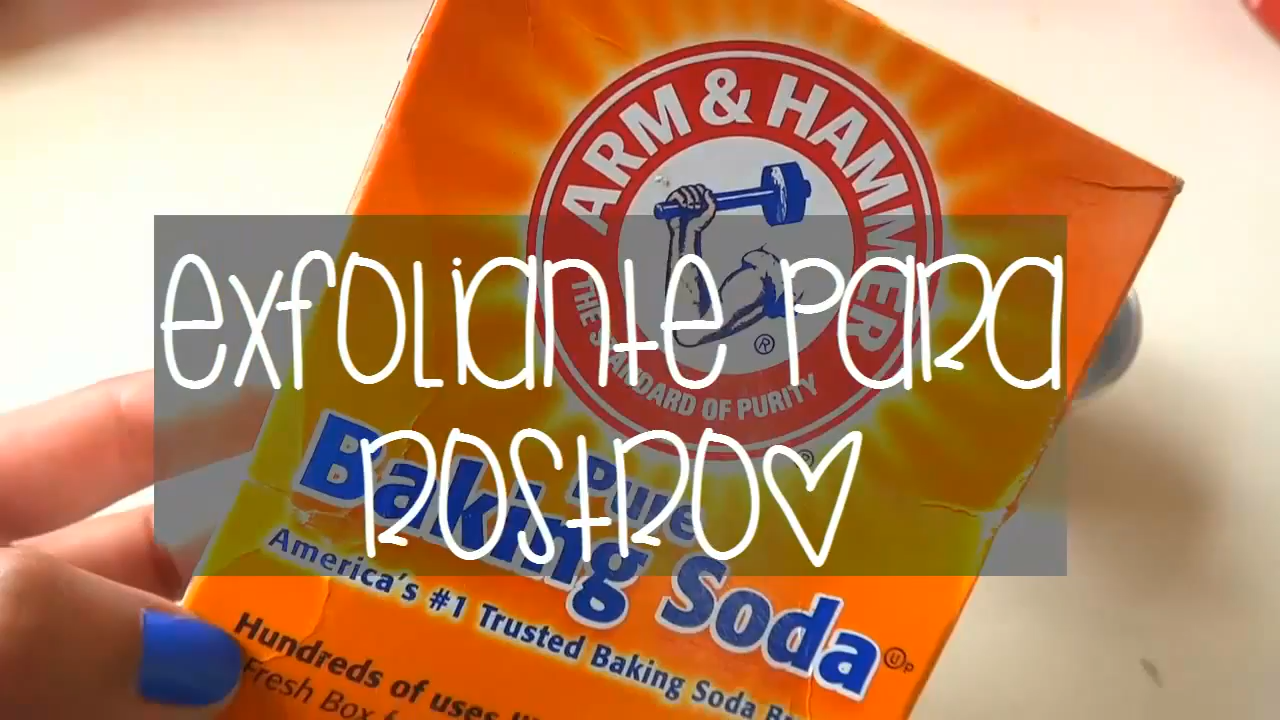 ARM & HAMMER
THE STANDARD OF PURITY
®
exfoliante para
rostro♡
Pure
Baking Soda
America's #1 Trusted Baking Soda
Hundreds of uses
Fresh Box